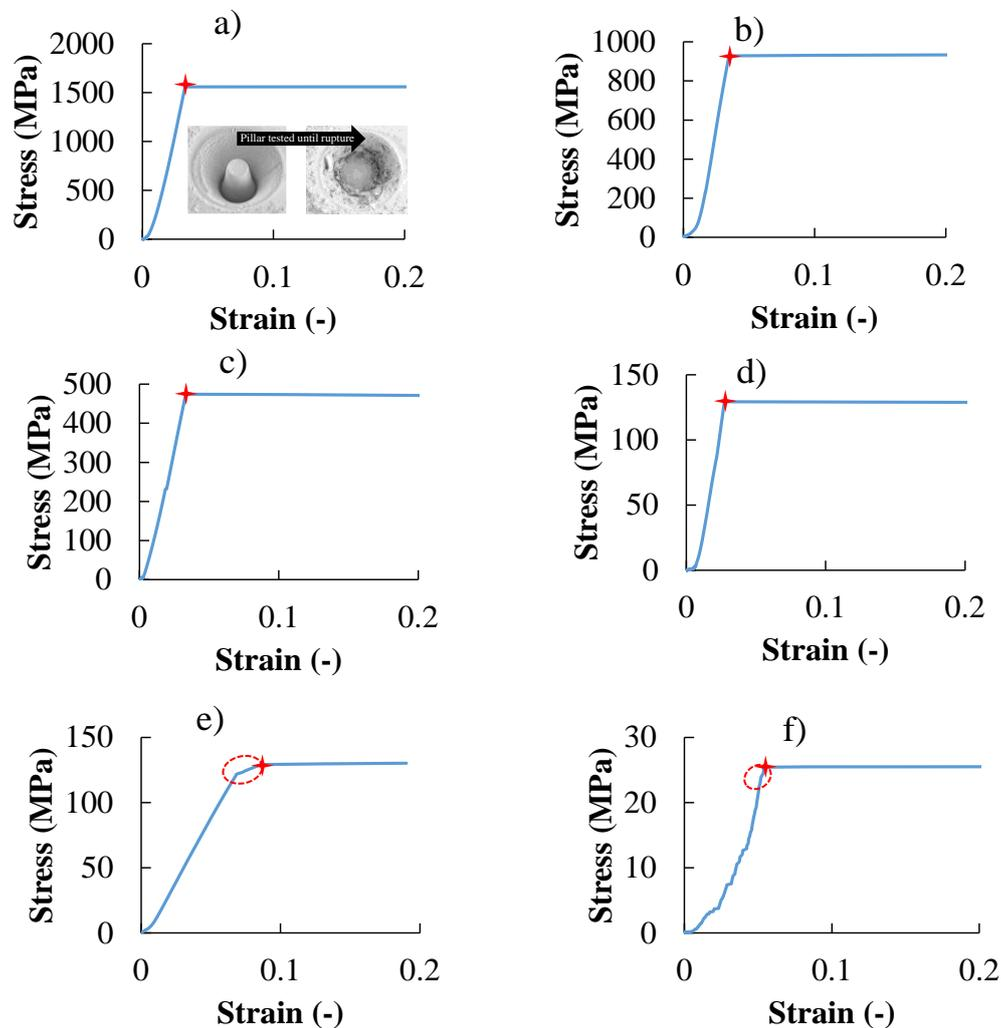 a)
Stress (MPa)
2000
1500
1000
500
0
Pillar tested until rupture
0 0.1 0.2
Strain (-)
b)
Stress (MPa)
1000
800
600
400
200
0
0 0.1 0.2
Strain (-)
c)
Stress (MPa)
500
400
300
200
100
0
0 0.1 0.2
Strain (-)
d)
Stress (MPa)
150
100
50
0
0 0.1 0.2
Strain (-)
e)
Stress (MPa)
150
100
50
0
0 0.1 0.2
Strain (-)
f)
Stress (MPa)
30
20
10
0
0 0.1 0.2
Strain (-)